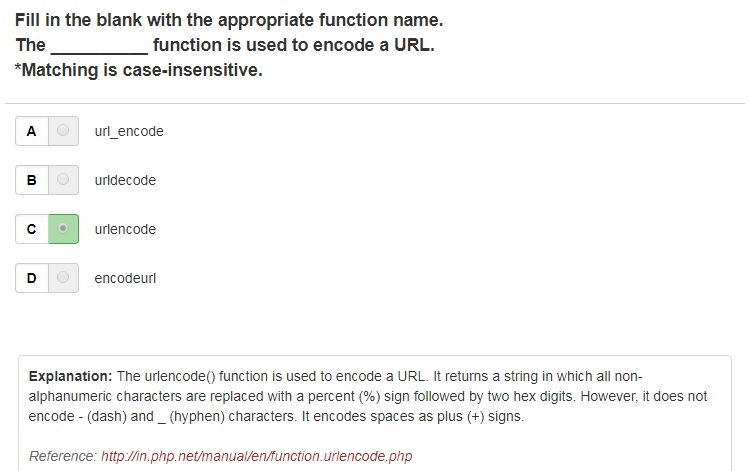 Fill in the blank with the appropriate function name.
The __________ function is used to encode a URL.
*Matching is case-insensitive.
A url_encode
B urldecode
C urlencode
D encodeurl
Explanation: The urlencode() function is used to encode a URL. It returns a string in which all non-
alphanumeric characters are replaced with a percent (%) sign followed by two hex digits. However, it does not
encode - (dash) and _ (hyphen) characters. It encodes spaces as plus (+) signs.
Reference: http://in.php.net/manual/en/function.urlencode.php